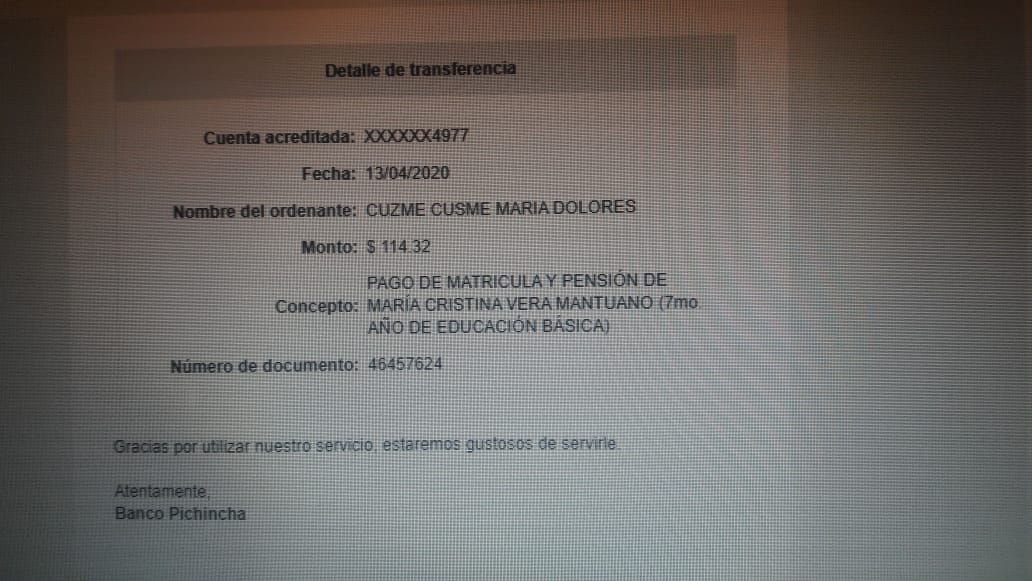 Detalle de transferencia
Cuenta acreditada: XXXXXX4977
Fecha: 13/04/2020
Nombre del ordenante: CUZME CUSME MARIA DOLORES
Monto: $ 114.32
PAGO DE MATRICULA Y PENSIÓN DE
Concepto: MARÍA CRISTINA VERA MANTUANO (7mo.
AÑO DE EDUCACIÓN BÁSICA)
Número de documento: 46457624
Gracias por utilizar nuestro servicio, estaremos gustosos de servirle.
Atentamente,
Banco Pichincha